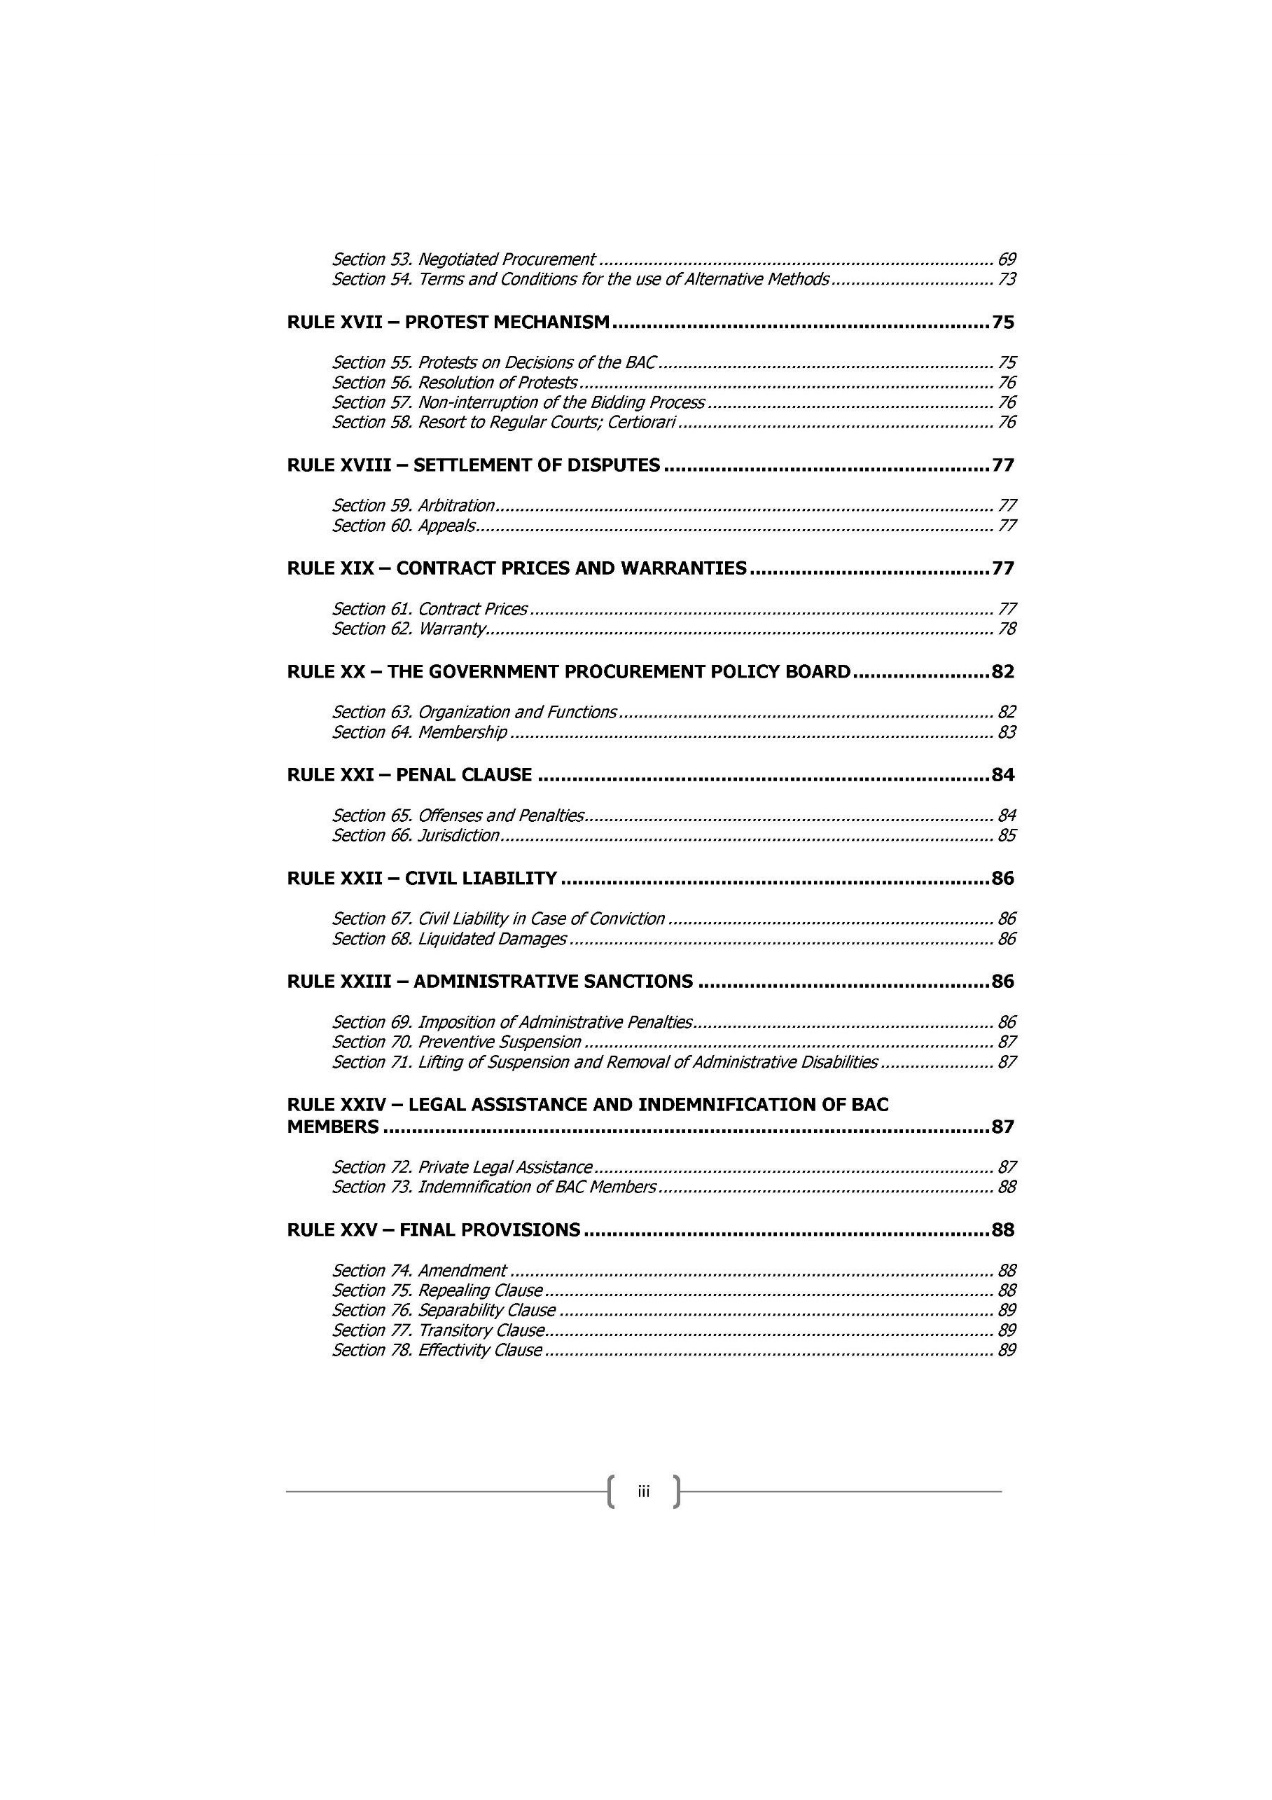 Section 53. Negotiated Procurement ................................................................................ 69
Section 54. Terms and Conditions for the use of Alternative Methods ................................. 73
RULE XVII – PROTEST MECHANISM .................................................................. 75
Section 55. Protests on Decisions of the BAC .................................................................... 75
Section 56. Resolution of Protests .................................................................................... 76
Section 57. Non-interruption of the Bidding Process .......................................................... 76
Section 58. Resort to Regular Courts; Certiorari ................................................................ 76
RULE XVIII – SETTLEMENT OF DISPUTES ......................................................... 77
Section 59. Arbitration ..................................................................................................... 77
Section 60. Appeals ......................................................................................................... 77
RULE XIX – CONTRACT PRICES AND WARRANTIES .......................................... 77
Section 61. Contract Prices .............................................................................................. 77
Section 62. Warranty ....................................................................................................... 78
RULE XX – THE GOVERNMENT PROCUREMENT POLICY BOARD ........................ 82
Section 63. Organization and Functions ............................................................................ 82
Section 64. Membership .................................................................................................. 83
RULE XXI – PENAL CLAUSE ............................................................................... 84
Section 65. Offenses and Penalties ................................................................................... 84
Section 66. Jurisdiction .................................................................................................... 85
RULE XXII – CIVIL LIABILITY ........................................................................... 86
Section 67. Civil Liability in Case of Conviction .................................................................. 86
Section 68. Liquidated Damages ...................................................................................... 86
RULE XXIII – ADMINISTRATIVE SANCTIONS ................................................... 86
Section 69. Imposition of Administrative Penalties ............................................................. 86
Section 70. Preventive Suspension ................................................................................... 87
Section 71. Lifting of Suspension and Removal of Administrative Disabilities ....................... 87
RULE XXIV – LEGAL ASSISTANCE AND INDEMNIFICATION OF BAC
MEMBERS .......................................................................................................... 87
Section 72. Private Legal Assistance ................................................................................. 87
Section 73. Indemnification of BAC Members .................................................................... 88
RULE XXV – FINAL PROVISIONS ....................................................................... 88
Section 74. Amendment .................................................................................................. 88
Section 75. Repealing Clause ........................................................................................... 88
Section 76. Separability Clause ........................................................................................ 89
Section 77. Transitory Clause ........................................................................................... 89
Section 78. Effectivity Clause ........................................................................................... 89
iii